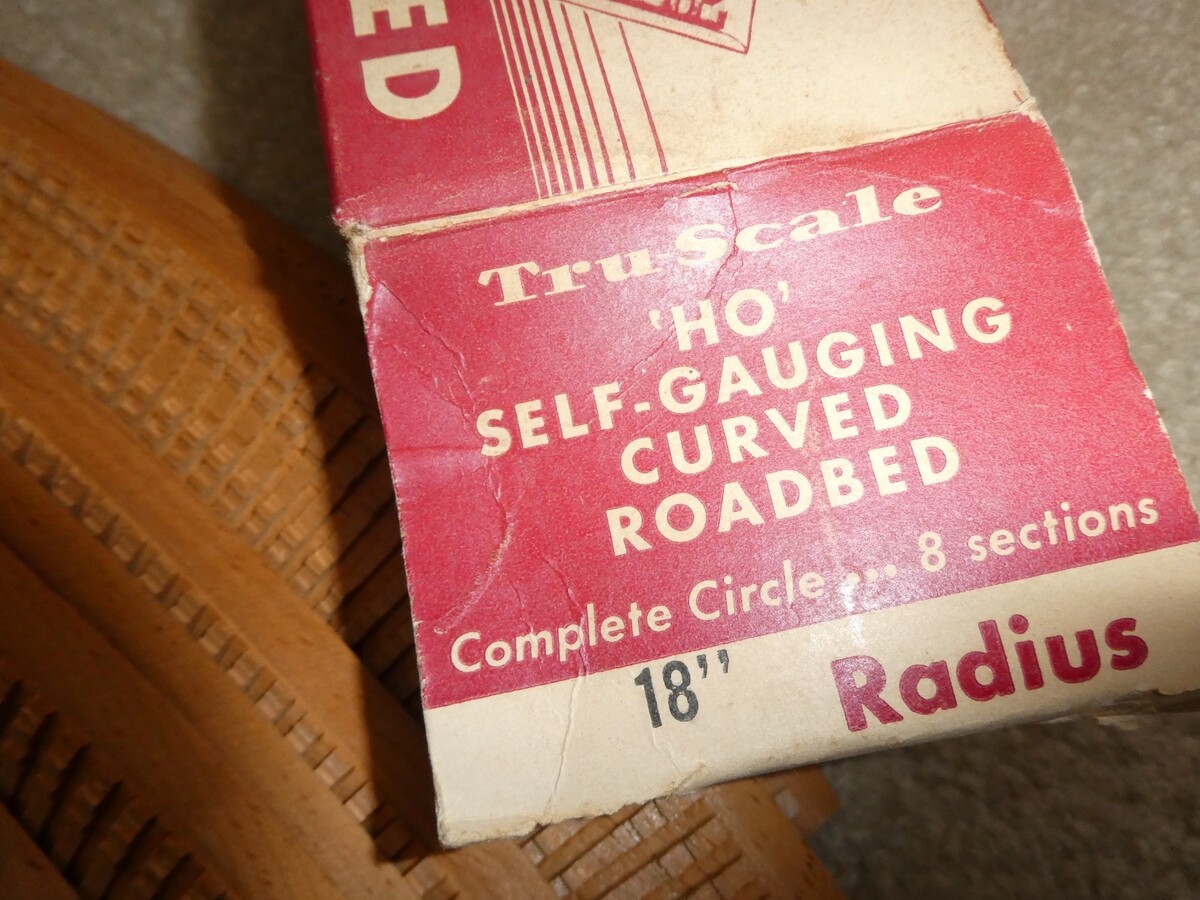 ED
Tru-Scale
'HO'
SELF-GAUGING
CURVED
ROADBED
Complete Circle ... 8 sections
18" Radius